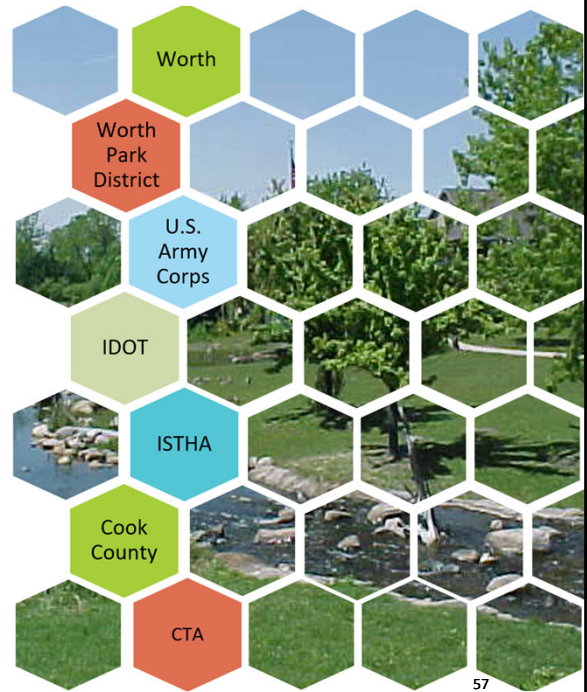 Worth
Worth
Park
District
U.S.
Army
Corps
IDOT
ISTHA
Cook
County
CTA
57